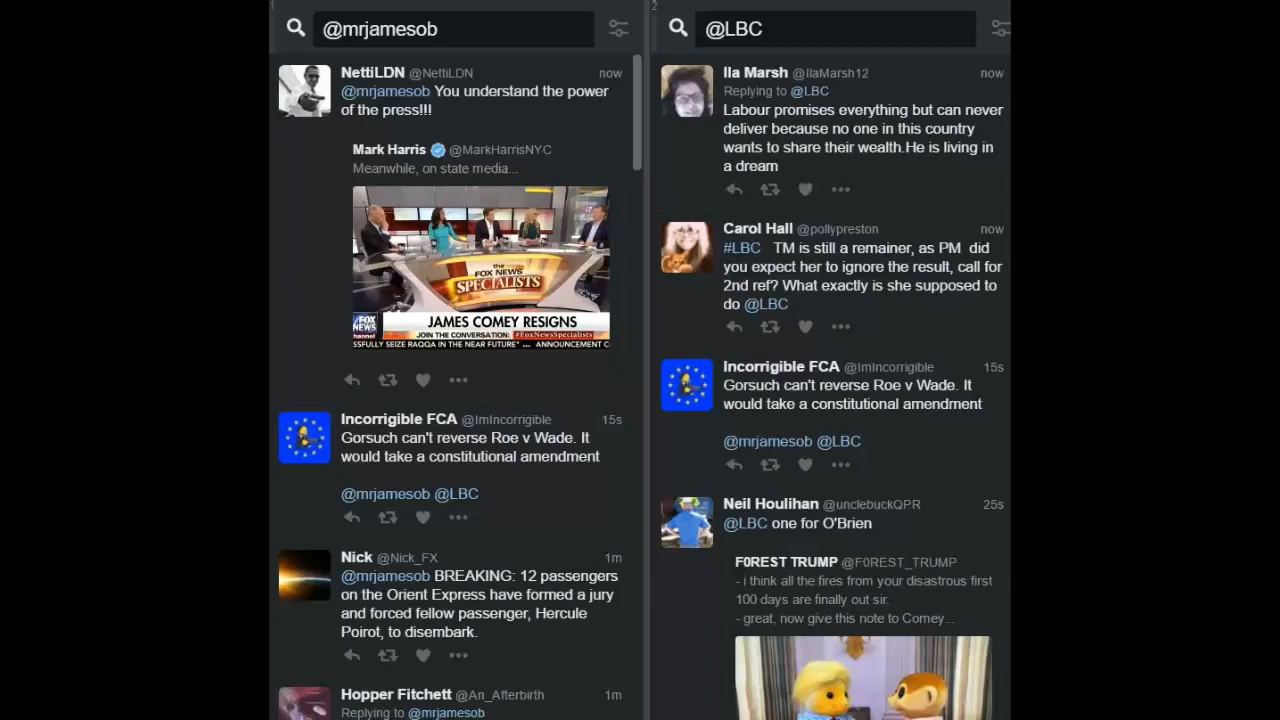 1
@mrjamesob
NettiLDN @NettiLDN now
@mrjamesob You understand the power
of the press!!!
Mark Harris @MarkHarrisNYC
Meanwhile, on state media...
the
FOX NEWS
SPECIALISTS
FOX
NEWS
channel
JAMES COMEY RESIGNS
JOIN THE CONVERSATION: #FoxNewsSpecialists
SSFULLY SEIZE RAQQA IN THE NEAR FUTURE" ... ANNOUNCEMENT C
Incorrigible FCA @ImIncorrigible 15s
Gorsuch can't reverse Roe v Wade. It
would take a constitutional amendment
@mrjamesob @LBC
Nick @Nick_FX 1m
@mrjamesob BREAKING: 12 passengers
on the Orient Express have formed a jury
and forced fellow passenger, Hercule
Poirot, to disembark.
Hopper Fitchett @An_Afterbirth 1m
Replying to @mrjamesob
2
@LBC
Ila Marsh @IlaMarsh12 now
Replying to @LBC
Labour promises everything but can never
deliver because no one in this country
wants to share their wealth.He is living in
a dream
Carol Hall @pollypreston now
#LBC TM is still a remainer, as PM did
you expect her to ignore the result, call for
2nd ref? What exactly is she supposed to
do @LBC
Incorrigible FCA @ImIncorrigible 15s
Gorsuch can't reverse Roe v Wade. It
would take a constitutional amendment
@mrjamesob @LBC
Neil Houlihan @unclebuckQPR 25s
@LBC one for O'Brien
F0REST TRUMP @F0REST_TRUMP
- i think all the fires from your disastrous first
100 days are finally out sir.
- great, now give this note to Comey...